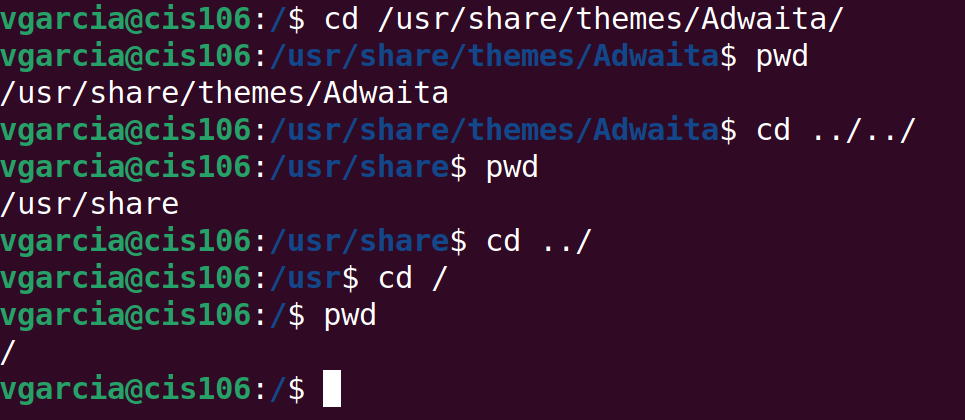 vgarcia@cis106:/$ cd /usr/share/themes/Adwaita/
vgarcia@cis106:/usr/share/themes/Adwaita$ pwd
/usr/share/themes/Adwaita
vgarcia@cis106:/usr/share/themes/Adwaita$ cd ../../
vgarcia@cis106:/usr/share$ pwd
/usr/share
vgarcia@cis106:/usr/share$ cd ../
vgarcia@cis106:/usr$ cd /
vgarcia@cis106:/$ pwd
/
vgarcia@cis106:/$